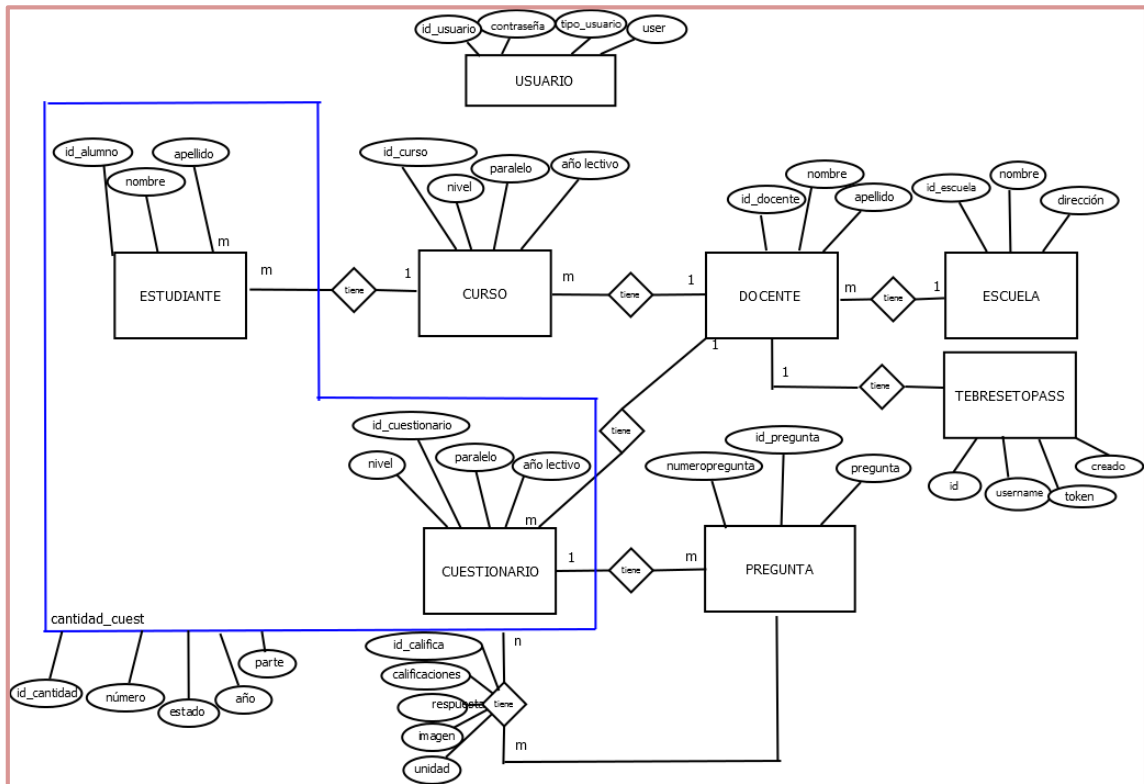 id_usuario
contraseña
tipo_usuario
user
USUARIO
id_alumno
nombre
apellido
m
ESTUDIANTE
m
tiene
1
id_curso
nivel
paralelo
año lectivo
CURSO
m
tiene
1
id_docente
nombre
apellido
DOCENTE
m
tiene
1
id_escuela
nombre
dirección
ESCUELA
1
1
tiene
TEBRESETOPASS
id
username
token
creado
tiene
m
id_cuestionario
nivel
paralelo
año lectivo
CUESTIONARIO
1
tiene
m
numeropregunta
id_pregunta
pregunta
PREGUNTA
cantidad_cuest
id_cantidad
número
estado
año
parte
n
id_califica
calificaciones
respuesta
imagen
unidad
tiene
m